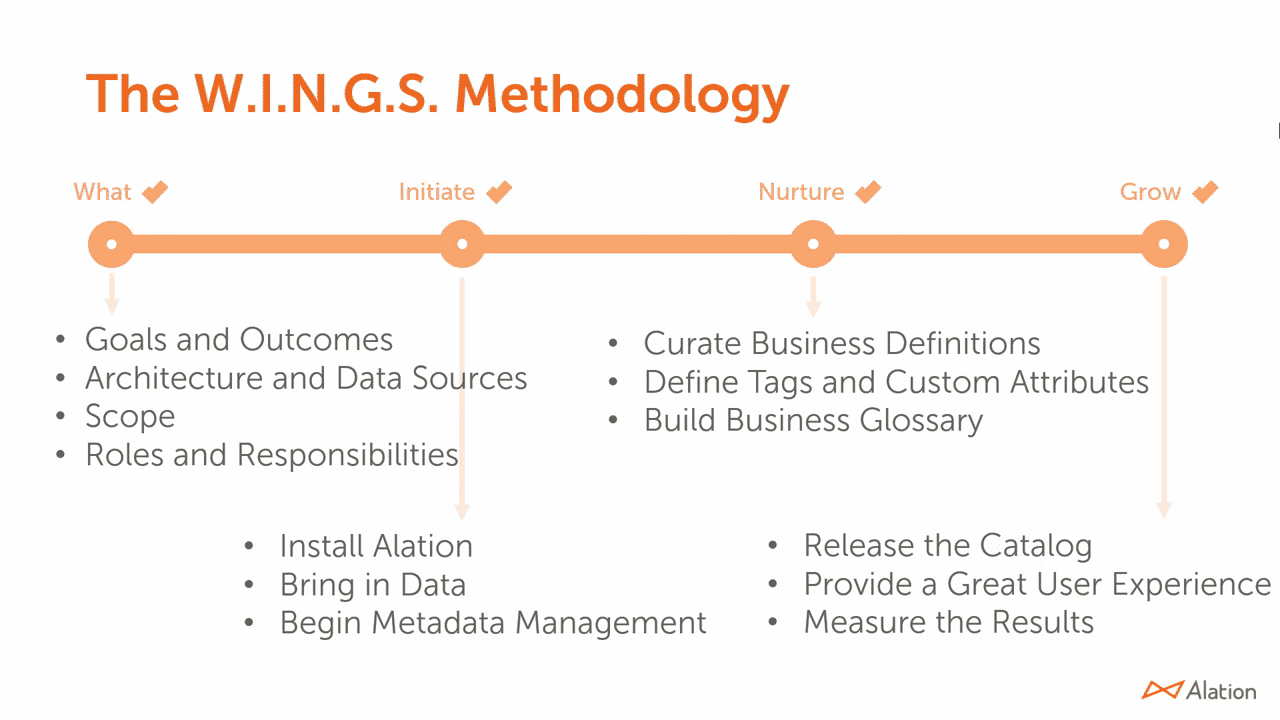 The W.I.N.G.S. Methodology
What
Initiate
Nurture
Grow
• Goals and Outcomes
• Architecture and Data Sources
• Scope
• Roles and Responsibilities
• Curate Business Definitions
• Define Tags and Custom Attributes
• Build Business Glossary
• Install Alation
• Bring in Data
• Begin Metadata Management
• Release the Catalog
• Provide a Great User Experience
• Measure the Results
Alation